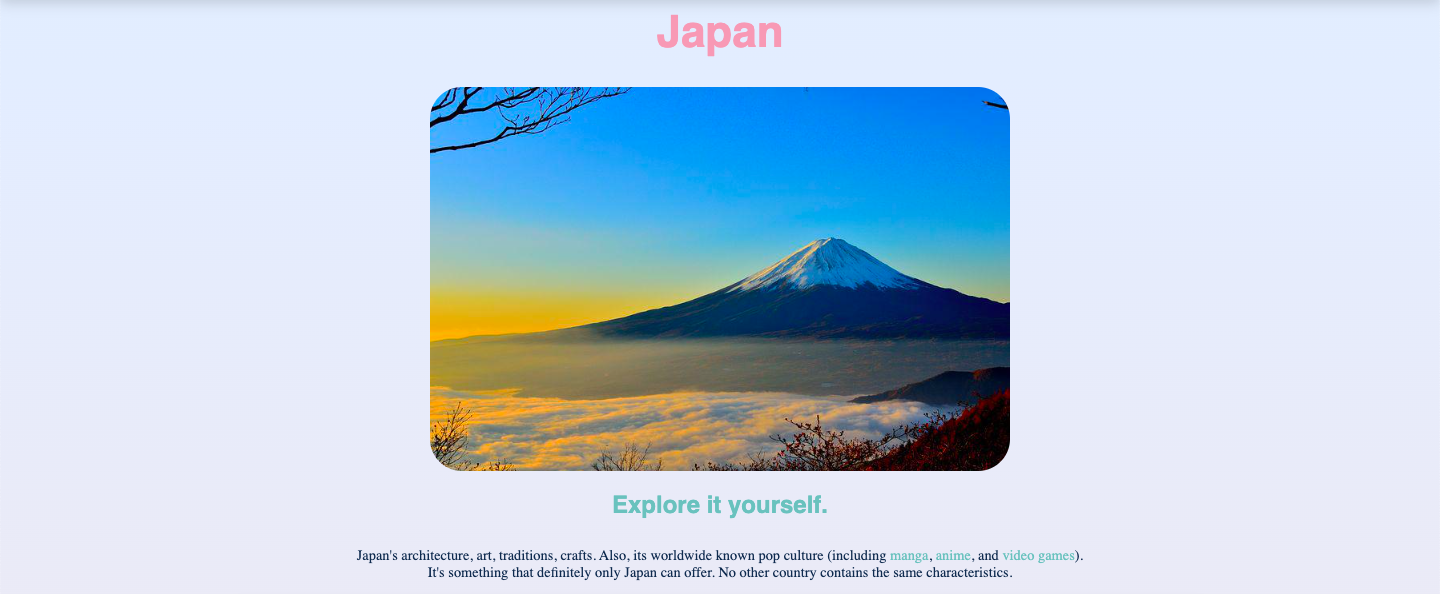 Japan
Explore it yourself.
Japan's architecture, art, traditions, crafts. Also, its worldwide known pop culture (including manga, anime, and video games).
It's something that definitely only Japan can offer. No other country contains the same characteristics.